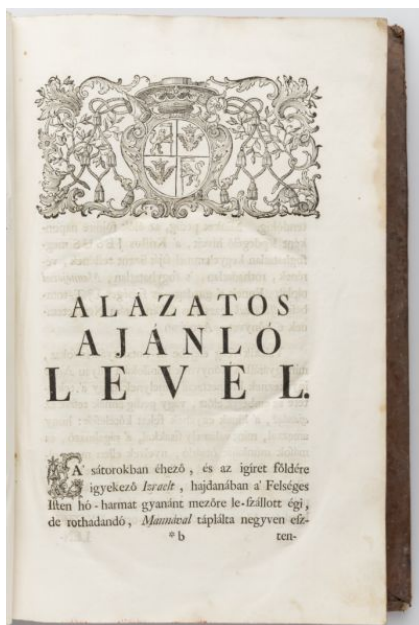 ALÁZATOS
AJÁNLÓ
LEVÉL.
A' sátorokban éhező, és az igíret földére
igyekező Izraelt, hajdanában a' Felséges
Isten hó-harmat gyanánt mezőre le-szállott égi,
de rothadandó, Mannával táplálta negyven esz-
*b ten-